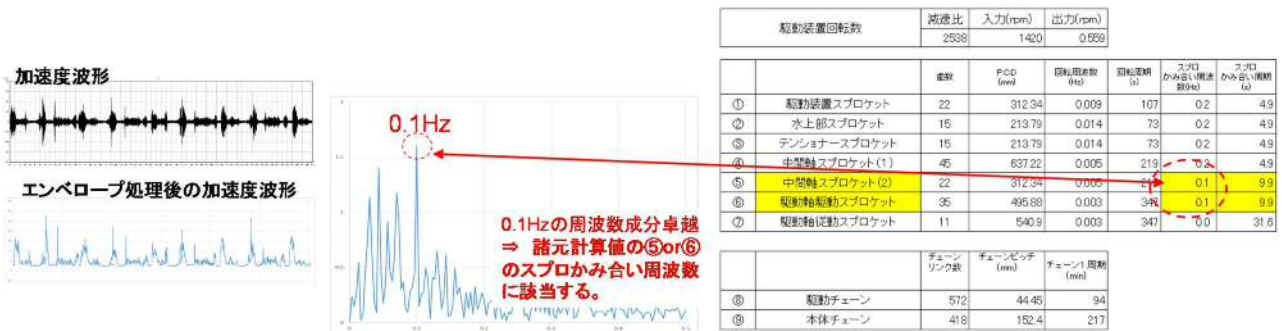 加速度波形
エンベロープ処理後の加速度波形
0.1Hz
0.1Hzの周波数成分卓越
⇒ 諸元計算値の⑤or⑥
のスプロかみ合い周波数
に該当する。
駆動装置回転数 減速比 入力(rpm) 出力(rpm)
2538 1420 0.559
歯数 P.C.D (mm) 回転周波数 (Hz) 回転周期 (s) スプロかみ合い周波数(Hz) スプロかみ合い周期 (s)
① 駆動装置スプロケット 22 312.34 0.009 107 0.2 4.9
② 水上部スプロケット 15 213.79 0.014 73 0.2 4.9
③ テンショナースプロケット 15 213.79 0.014 73 0.2 4.9
④ 中間軸スプロケット(1) 45 637.22 0.005 219 0.2 4.9
⑤ 中間軸スプロケット(2) 22 312.34 0.005 0.1 9.9
⑥ 駆動軸駆動スプロケット 35 495.88 0.003 347 0.1 9.9
⑦ 駆動軸従動スプロケット 11 540.9 0.003 347 0.0 31.6
チェーンリンク数 チェーンピッチ (mm) チェーン1周期 (min)
⑧ 駆動チェーン 572 44.45 94
⑨ 本体チェーン 418 152.4 217